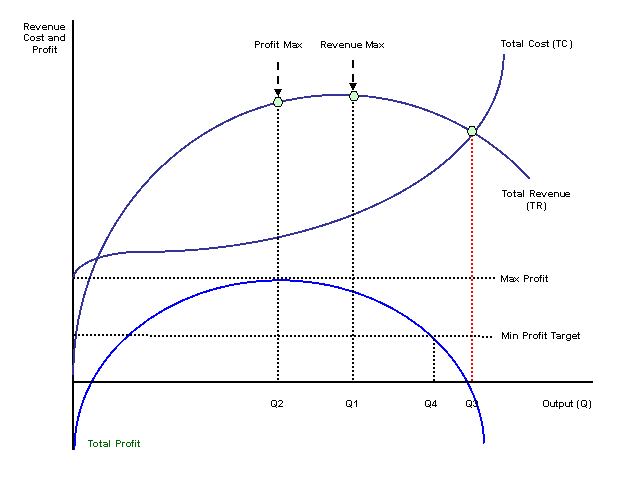 Revenue
Cost and
Profit
Profit Max
Revenue Max
Total Cost (TC)
Total Revenue
(TR)
Max Profit
Min Profit Target
Q2
Q1
Q4
Q3
Output (Q)
Total Profit